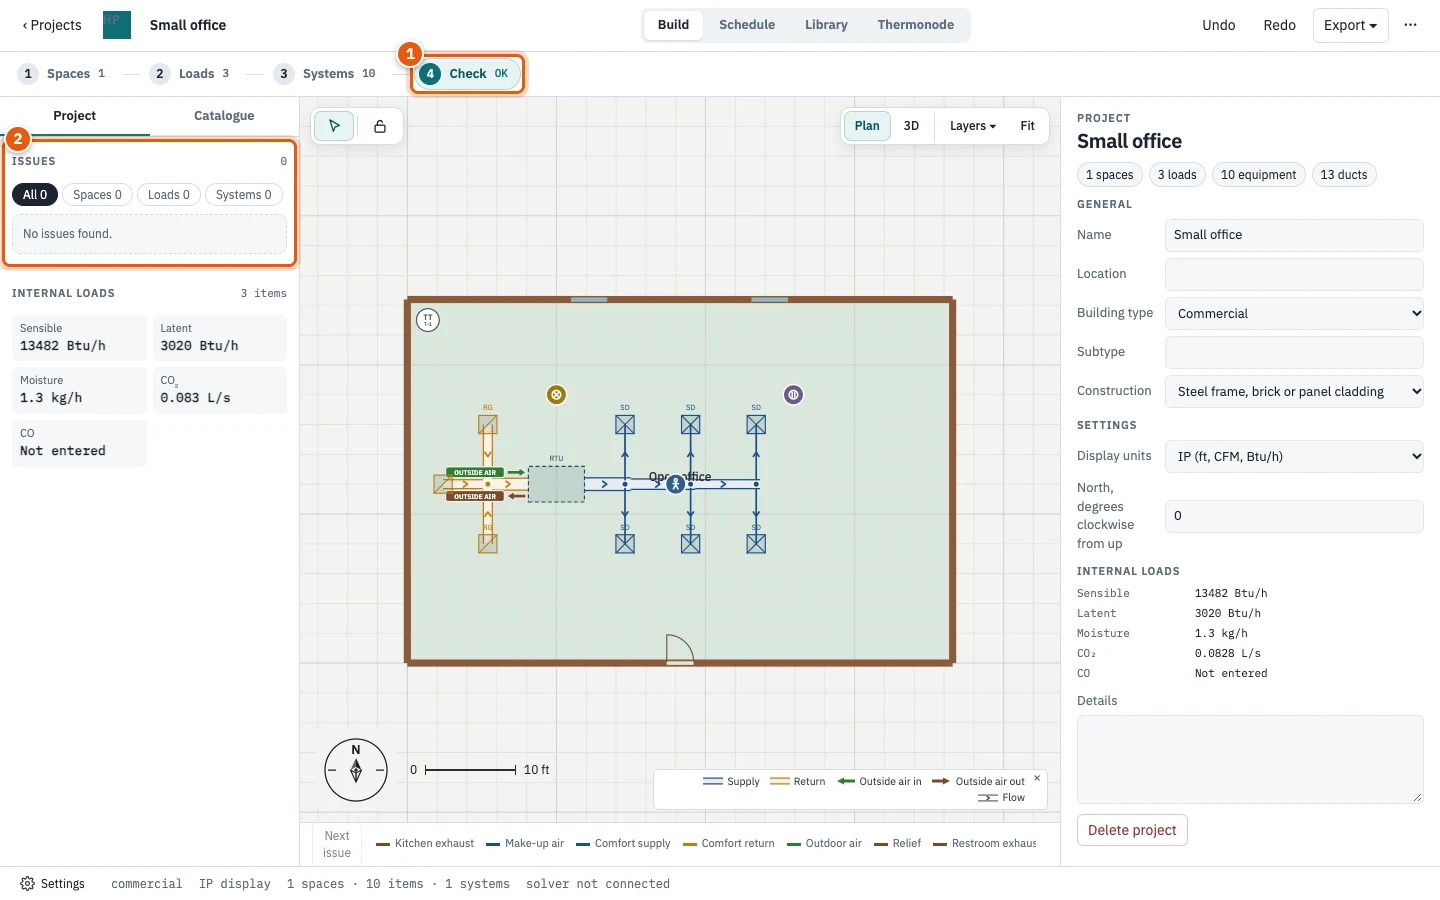 ‹ Projects
HP
Small office
Build
Schedule
Library
Thermonode
Undo
Redo
Export
...
1
1 Spaces 1
2 Loads 3
3 Systems 10
4 Check OK
Project
Catalogue
2
ISSUES 0
All 0
Spaces 0
Loads 0
Systems 0
No issues found.
INTERNAL LOADS 3 items
Sensible
13482 Btu/h
Latent
3020 Btu/h
Moisture
1.3 kg/h
CO₂
0.083 L/s
CO
Not entered
Plan
3D
Layers
Fit
TT
T-1
RG
SD
SD
SD
OUTSIDE AIR
RTU
OUTSIDE AIR
Open office
RG
SD
SD
SD
N
0
10 ft
Supply
Return
Outside air in
Outside air out
×
Flow
Next issue
Kitchen exhaust
Make-up air
Comfort supply
Comfort return
Outdoor air
Relief
Restroom exhaus
PROJECT
Small office
1 spaces
3 loads
10 equipment
13 ducts
GENERAL
Name Small office
Location
Building type Commercial
Subtype
Construction Steel frame, brick or panel cladding
SETTINGS
Display units IP (ft, CFM, Btu/h)
North, degrees clockwise from up 0
INTERNAL LOADS
Sensible 13482 Btu/h
Latent 3020 Btu/h
Moisture 1.3 kg/h
CO₂ 0.0828 L/s
CO Not entered
Details
Delete project
Settings
commercial
IP display
1 spaces · 10 items · 1 systems
solver not connected